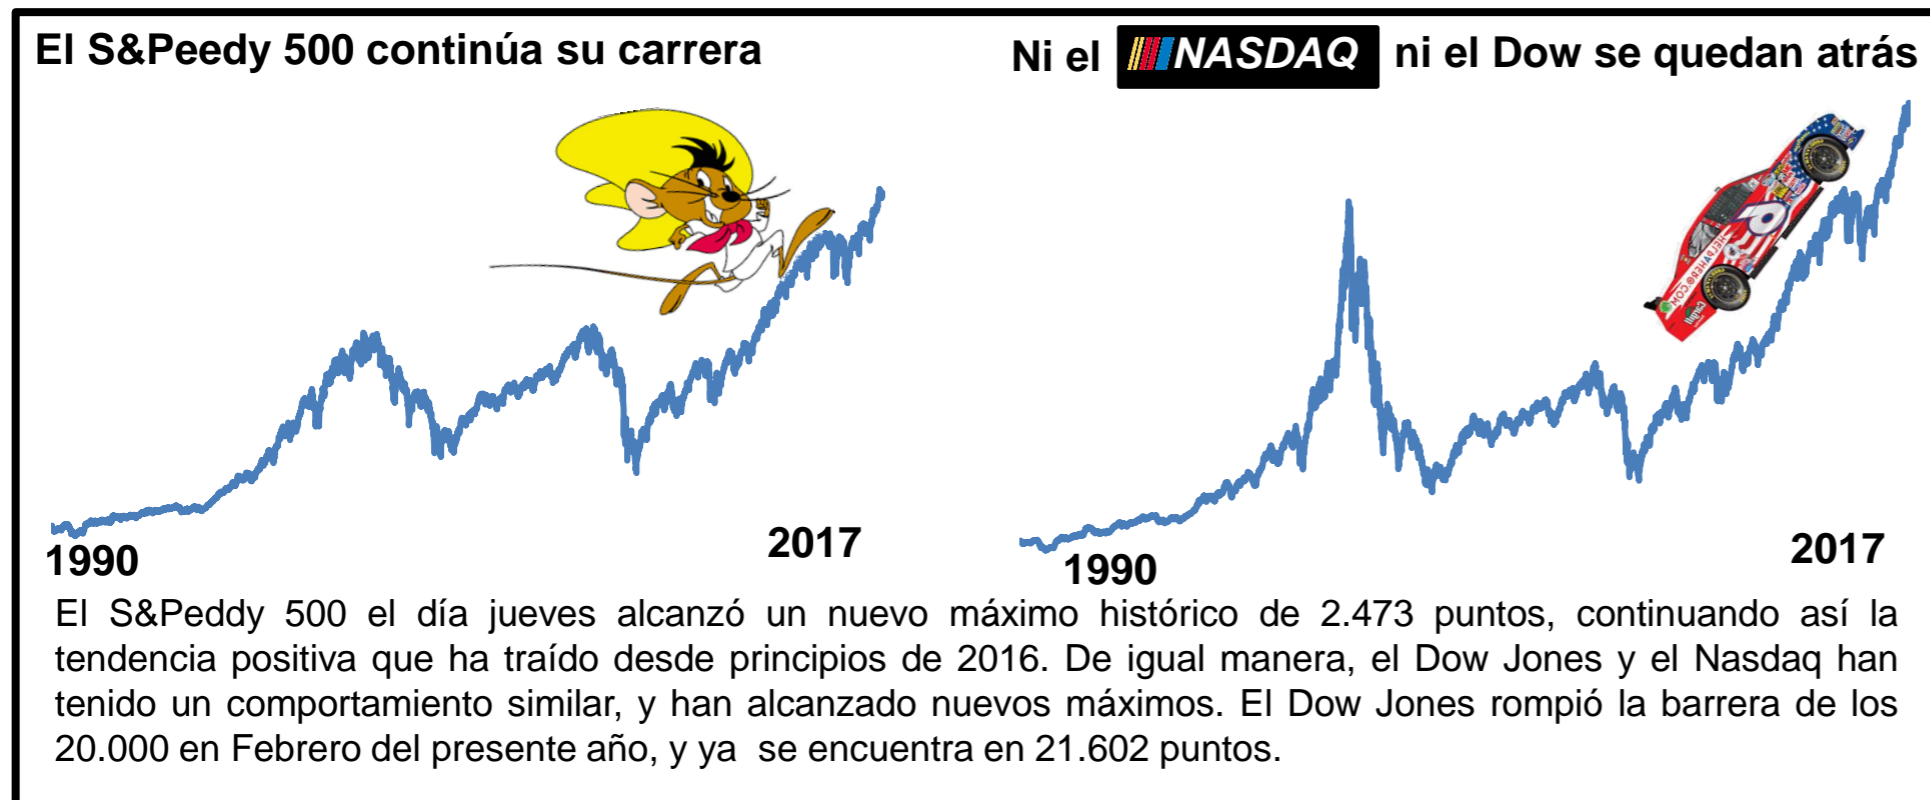 El S&Peedy 500 continúa su carrera
Ni el NASDAQ ni el Dow se quedan atrás
1990
2017
1990
2017
El S&Peddy 500 el día jueves alcanzó un nuevo máximo histórico de 2.473 puntos, continuando así la
tendencia positiva que ha traído desde principios de 2016. De igual manera, el Dow Jones y el Nasdaq han
tenido un comportamiento similar, y han alcanzado nuevos máximos. El Dow Jones rompió la barrera de los
20.000 en Febrero del presente año, y ya se encuentra en 21.602 puntos.